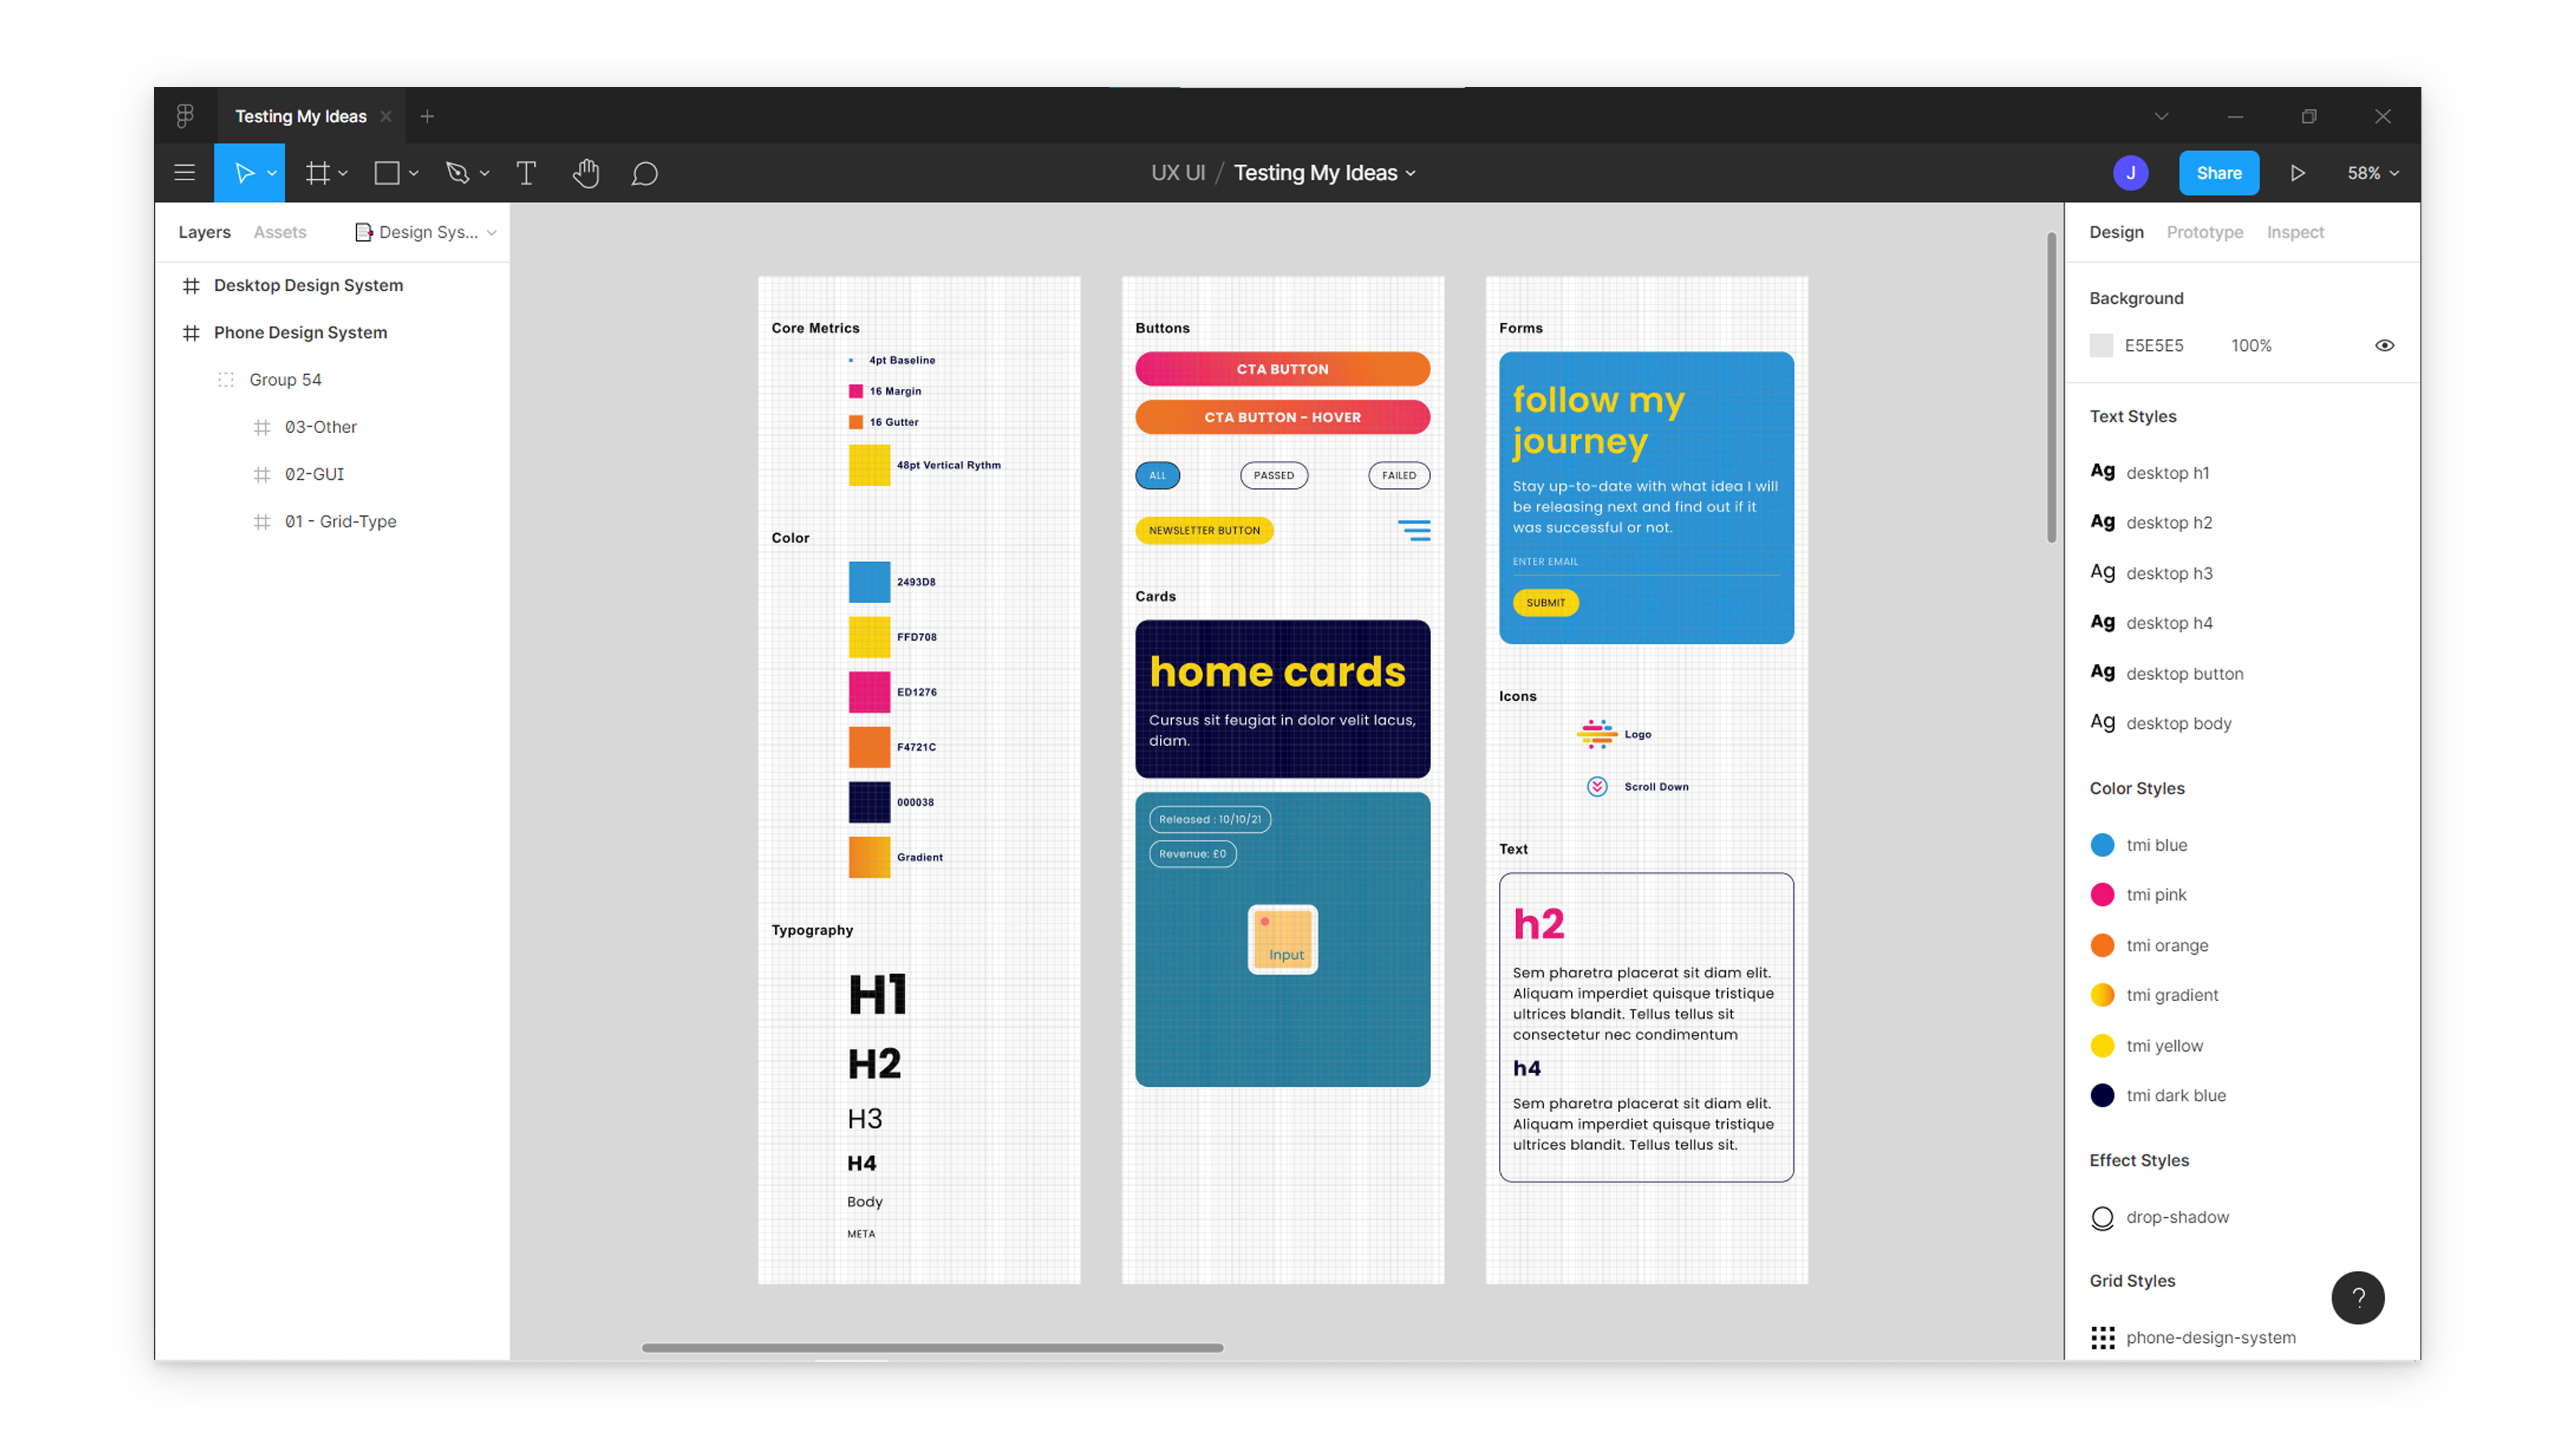 Testing My Ideas
UX UI / Testing My Ideas
J
Share
58%
Layers
Assets
Design Sys...
Desktop Design System
Phone Design System
Group 54
03-Other
02-GUI
01 - Grid-Type
Core Metrics
4pt Baseline
16 Margin
16 Gutter
48pt Vertical Rythm
Color
2493D8
FFD708
ED1276
F4721C
000038
Gradient
Typography
H1
H2
H3
H4
Body
META
Buttons
CTA BUTTON
CTA BUTTON - HOVER
ALL
PASSED
FAILED
NEWSLETTER BUTTON
Cards
home cards
Cursus sit feugiat in dolor velit lacus,
diam.
Released : 10/10/21
Revenue: £0
Input
Forms
follow my
journey
Stay up-to-date with what idea I will
be releasing next and find out if it
was successful or not.
ENTER EMAIL
SUBMIT
Icons
Logo
Scroll Down
Text
h2
Sem pharetra placerat sit diam elit.
Aliquam imperdiet quisque tristique
ultrices blandit. Tellus tellus sit
consectetur nec condimentum
h4
Sem pharetra placerat sit diam elit.
Aliquam imperdiet quisque tristique
ultrices blandit. Tellus tellus sit.
Design
Prototype
Inspect
Background
E5E5E5
100%
Text Styles
Ag desktop h1
Ag desktop h2
Ag desktop h3
Ag desktop h4
Ag desktop button
Ag desktop body
Color Styles
tmi blue
tmi pink
tmi orange
tmi gradient
tmi yellow
tmi dark blue
Effect Styles
drop-shadow
Grid Styles
phone-design-system
?